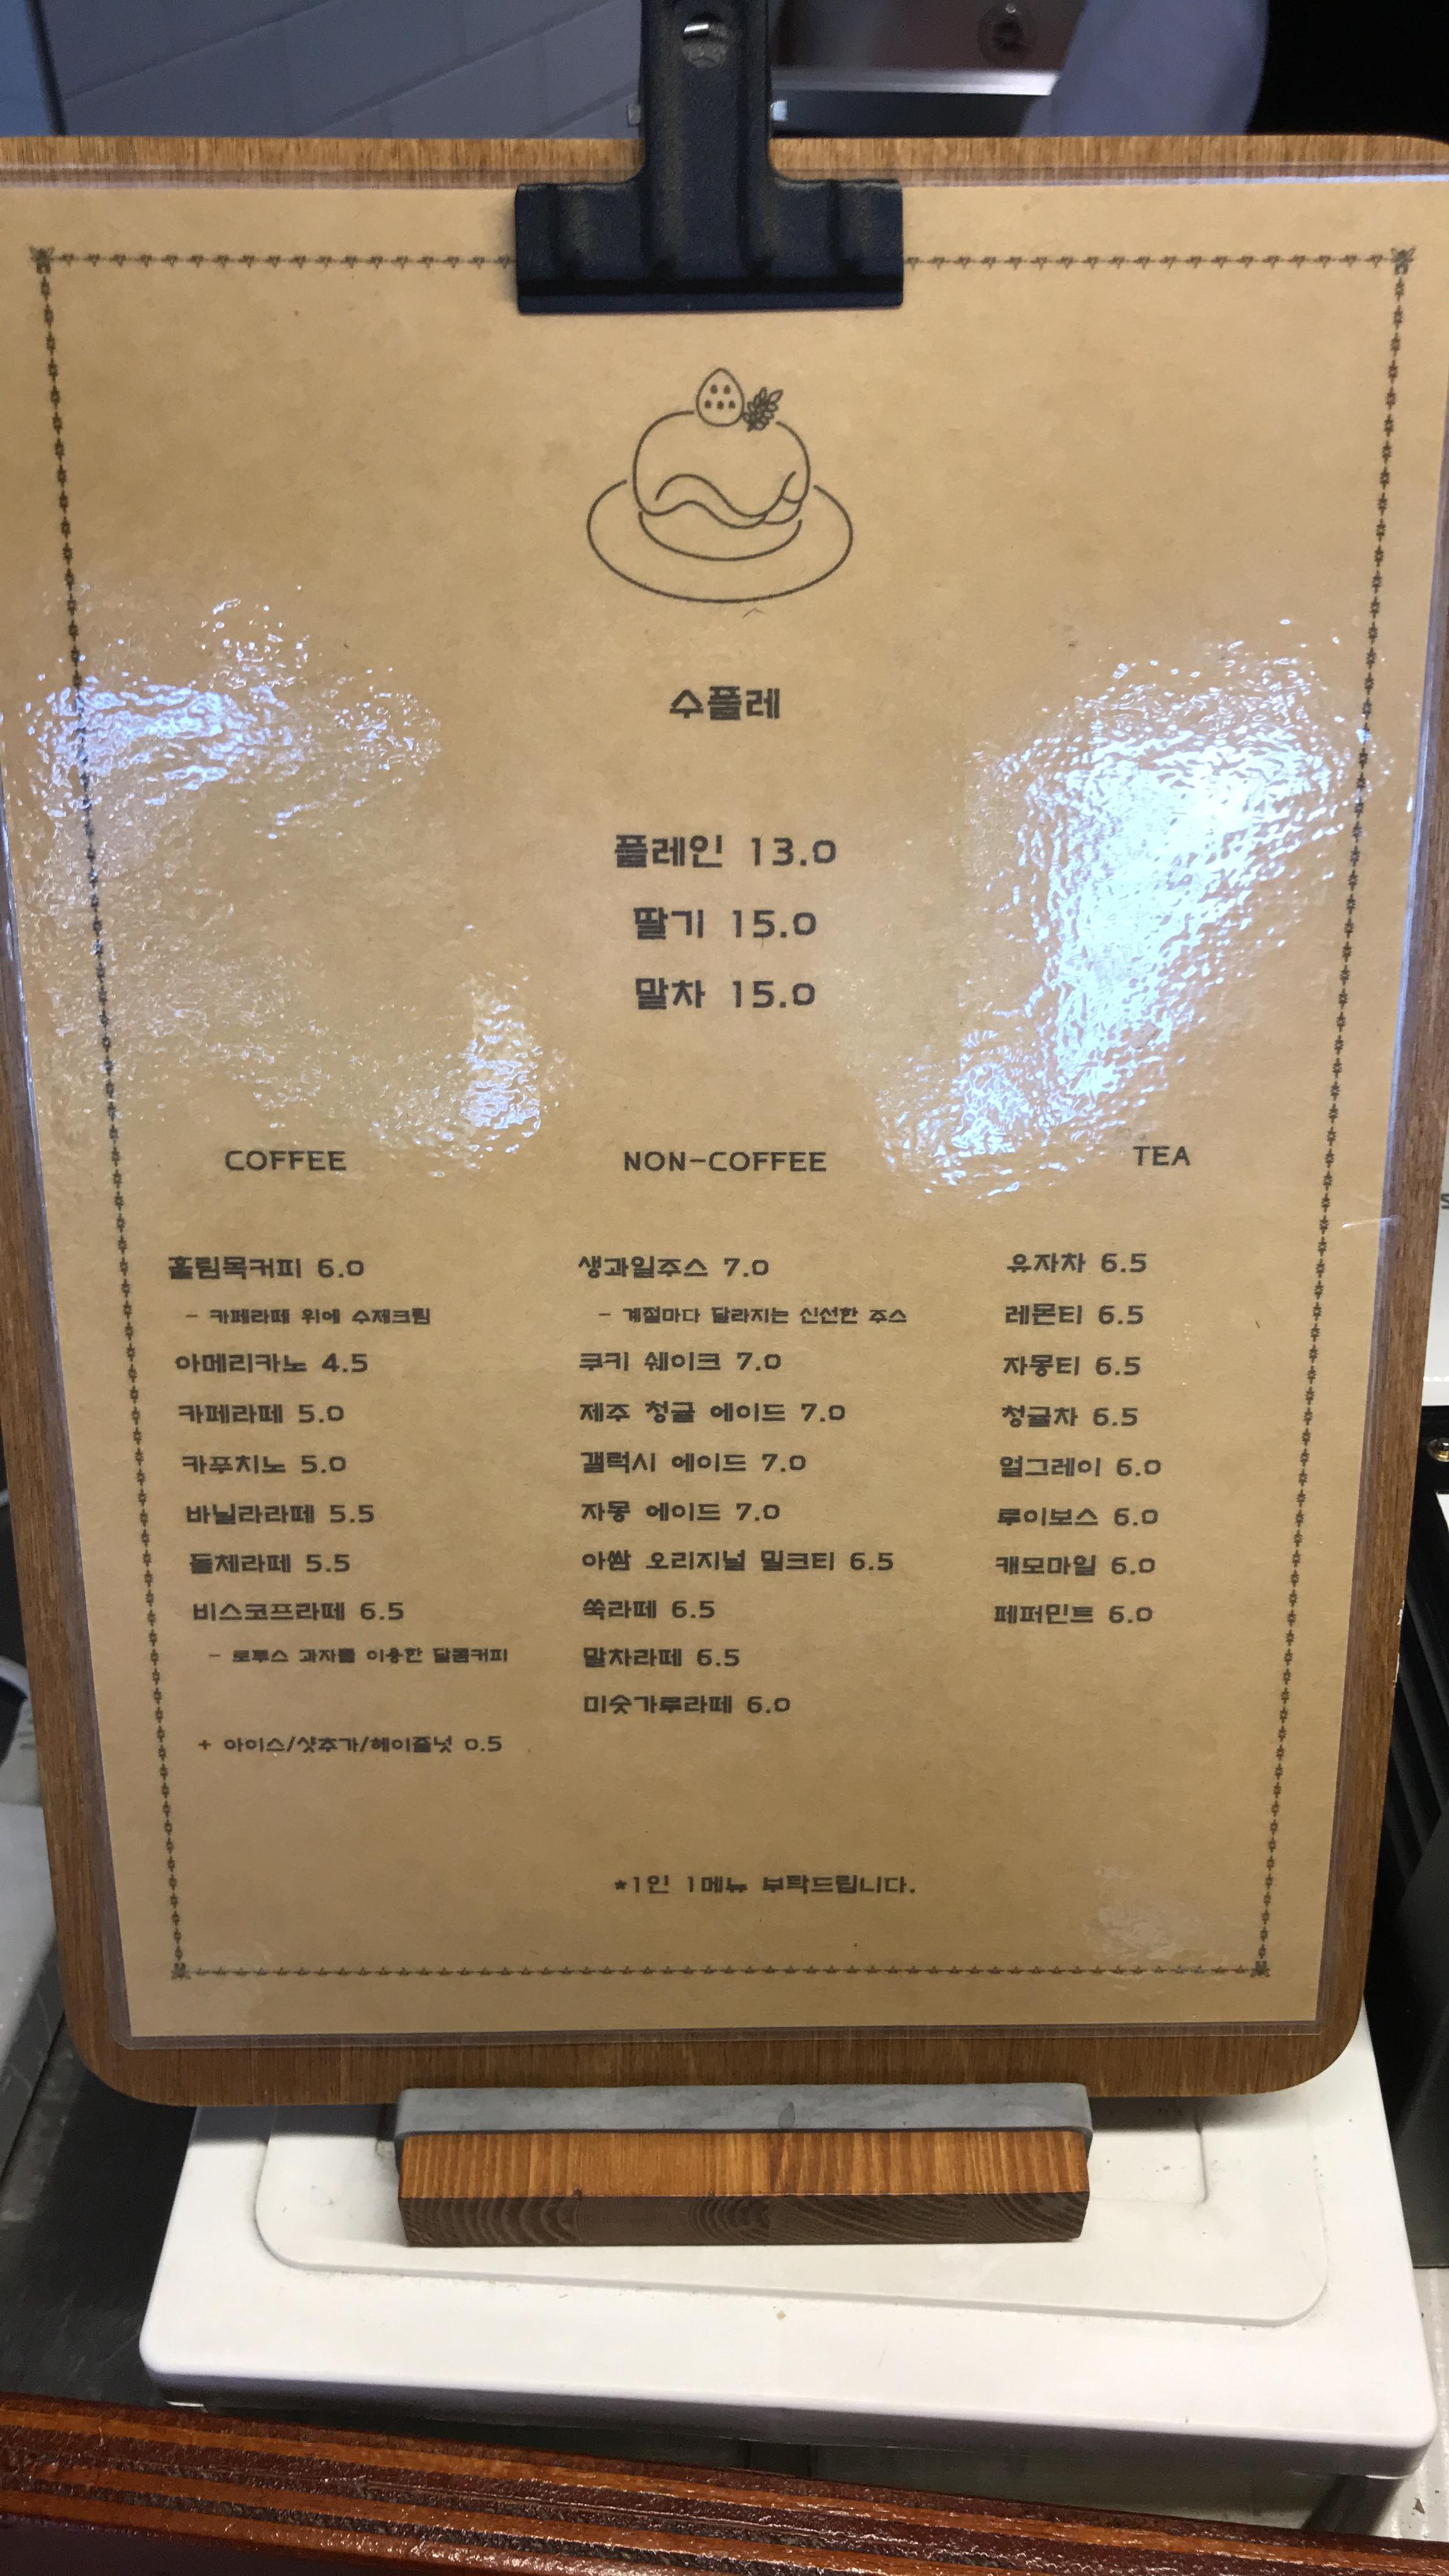 수플레
플레인 13.0
딸기 15.0
말차 15.0
COFFEE
홀림목커피 6.0
- 카페라떼 위에 수제크림
아메리카노 4.5
카페라떼 5.0
카푸치노 5.0
바닐라라떼 5.5
돌체라떼 5.5
비스코프라떼 6.5
- 로투스 과자를 이용한 달콤커피
+ 아이스/샷추가/헤이즐넛 0.5
NON-COFFEE
생과일주스 7.0
- 계절마다 달라지는 신선한 주스
쿠키 쉐이크 7.0
제주 청귤 에이드 7.0
갤럭시 에이드 7.0
자몽 에이드 7.0
아쌈 오리지널 밀크티 6.5
쑥라떼 6.5
말차라떼 6.5
미숫가루라떼 6.0
TEA
유자차 6.5
레몬티 6.5
자몽티 6.5
청귤차 6.5
얼그레이 6.0
루이보스 6.0
캐모마일 6.0
페퍼민트 6.0
*1인 1메뉴 부탁드립니다.